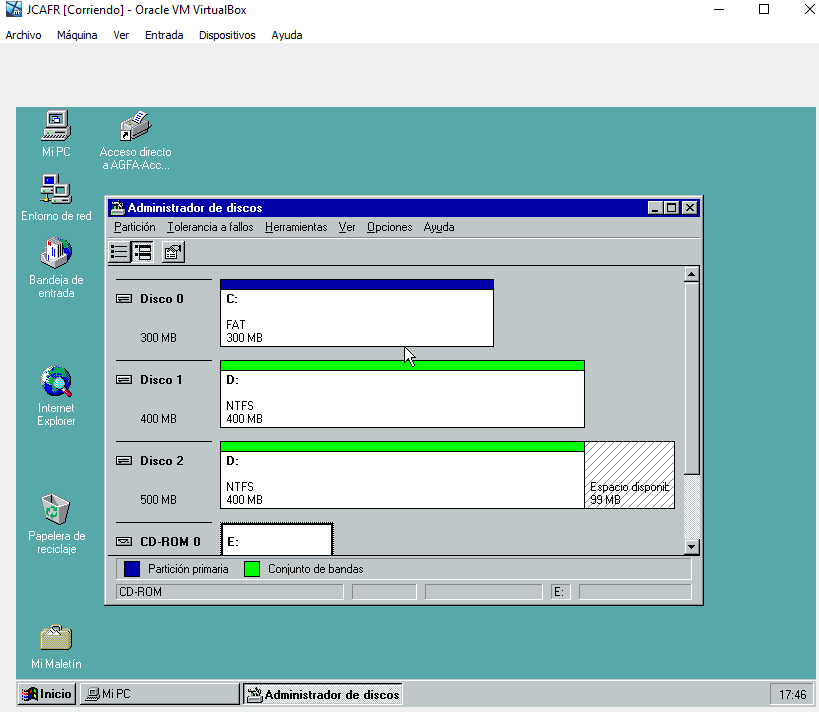 JCAFR [Corriendo] - Oracle VM VirtualBox
Archivo Máquina Ver Entrada Dispositivos Ayuda
Mi PC
Acceso directo
a AGFA-Acc...
Entorno de red
Bandeja de
entrada
Internet
Explorer
Papelera de
reciclaje
Mi Maletín
Administrador de discos
Partición Tolerancia a fallos Herramientas Ver Opciones Ayuda
Disco 0
300 MB
C:
FAT
300 MB
Disco 1
400 MB
D:
NTFS
400 MB
Disco 2
500 MB
D:
NTFS
400 MB
Espacio disponit
99 MB
CD-ROM 0
E:
Partición primaria Conjunto de bandas
CD-ROM E:
Inicio Mi PC Administrador de discos 17:46